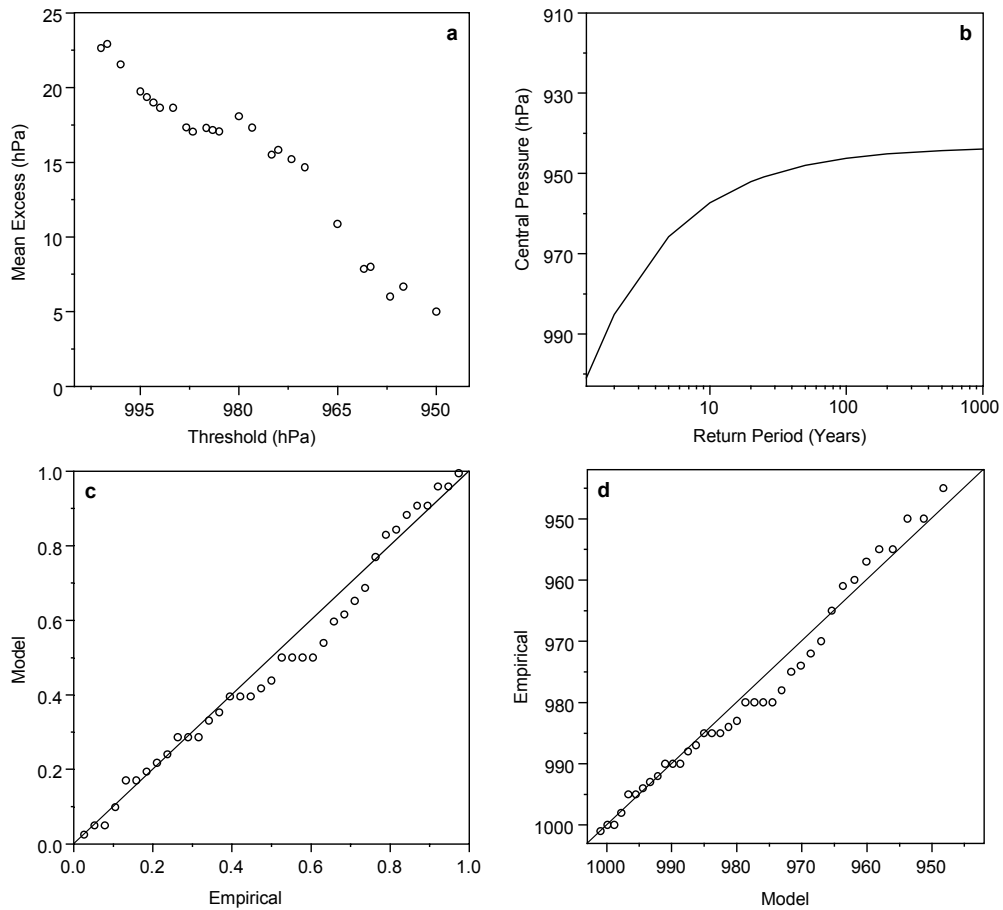 a
25
20
15
10
5
0
Mean Excess (hPa)
995 980 965 950
Threshold (hPa)
b
910
930
950
970
990
Central Pressure (hPa)
10 100 1000
Return Period (Years)
c
1.0
0.8
0.6
0.4
0.2
0.0
Model
0.0 0.2 0.4 0.6 0.8 1.0
Empirical
d
950
960
970
980
990
1000
Empirical
1000 990 980 970 960 950
Model